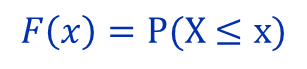 F(x) = P(X ≤ x)